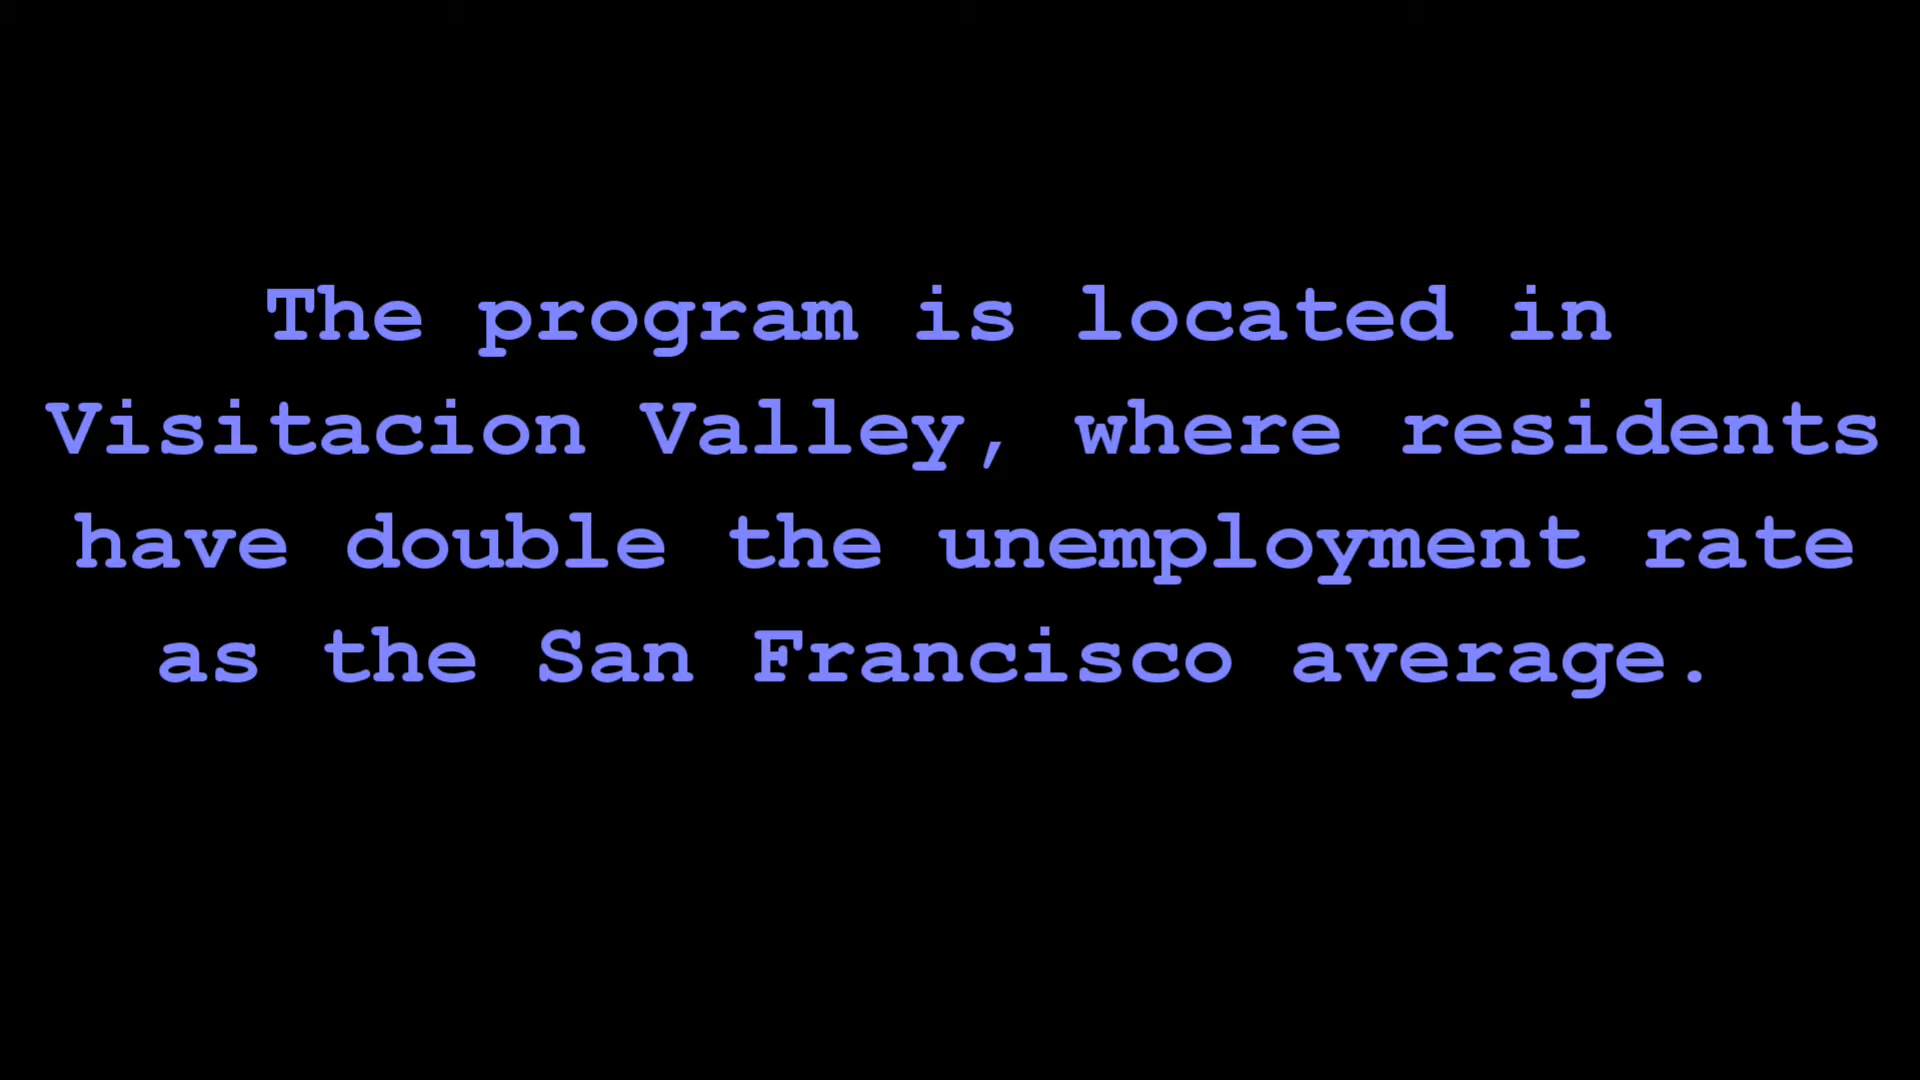 The program is located in
Visitacion Valley, where residents
have double the unemployment rate
as the San Francisco average.